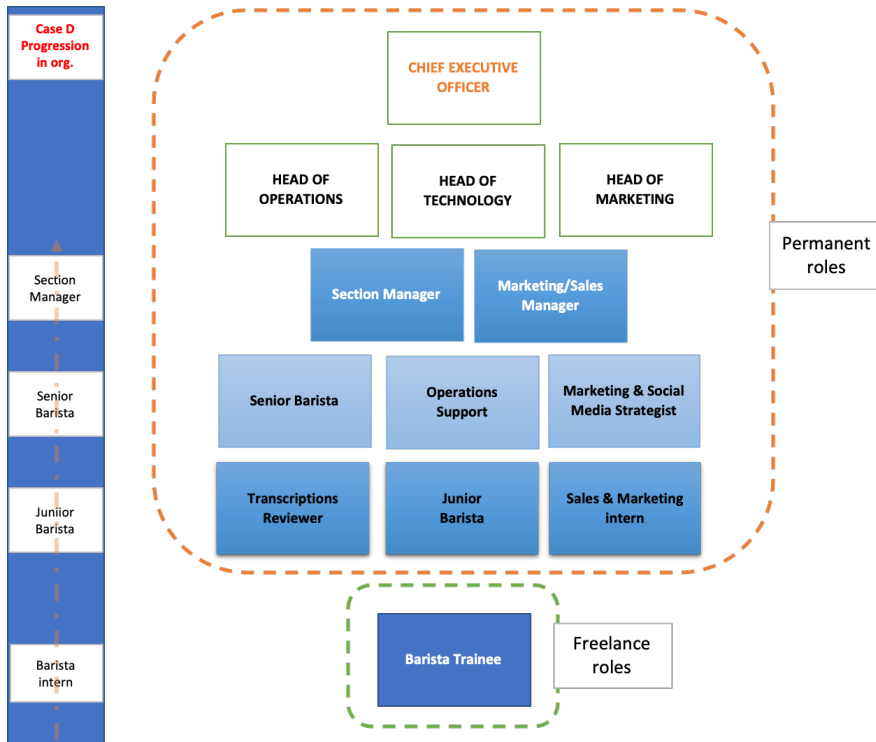 Case D
Progression
in org.
Section
Manager
Senior
Barista
Juniior
Barista
Barista
intern
CHIEF EXECUTIVE
OFFICER
HEAD OF
OPERATIONS
HEAD OF
TECHNOLOGY
HEAD OF
MARKETING
Section Manager
Marketing/Sales
Manager
Senior Barista
Operations
Support
Marketing & Social
Media Strategist
Transcriptions
Reviewer
Junior
Barista
Sales & Marketing
intern
Permanent
roles
Barista Trainee
Freelance
roles